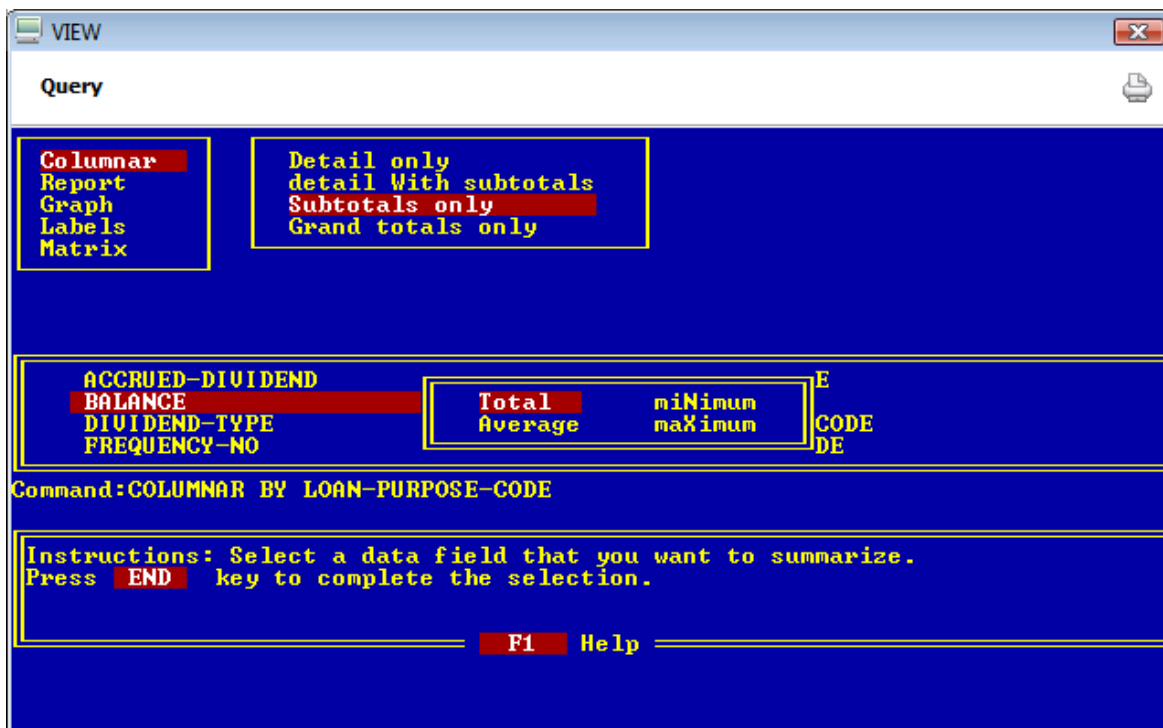 VIEW
Query
Columnar
Report
Graph
Labels
Matrix
Detail only
detail With subtotals
Subtotals only
Grand totals only
ACCRUED-DIVIDEND E
BALANCE Total miNimum
DIVIDEND-TYPE Average maXimum CODE
FREQUENCY-NO DE
Command:COLUMNAR BY LOAN-PURPOSE-CODE
Instructions: Select a data field that you want to summarize.
Press END key to complete the selection.
F1 Help